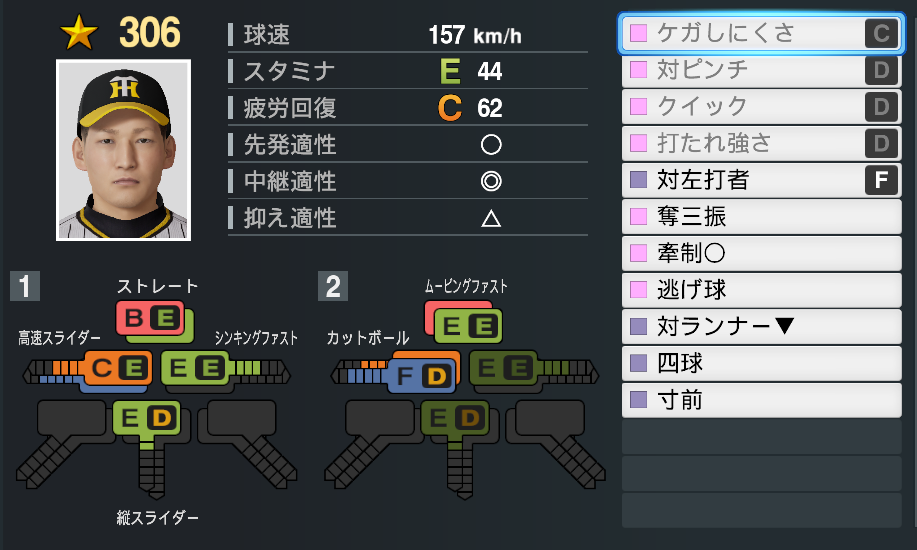 306
球速 157 km/h
スタミナ E 44
疲労回復 C 62
先発適性 ○
中継適性 ◎
抑え適性 △
ケガしにくさ C
対ピンチ D
クイック D
打たれ強さ D
対左打者 F
奪三振
牽制○
逃げ球
対ランナー▼
四球
寸前
1
ストレート
B E
高速スライダー
シンキングファスト
C E
E E
E D
縦スライダー
2
ムービングファスト
E E
カットボール
F D
E E
E D